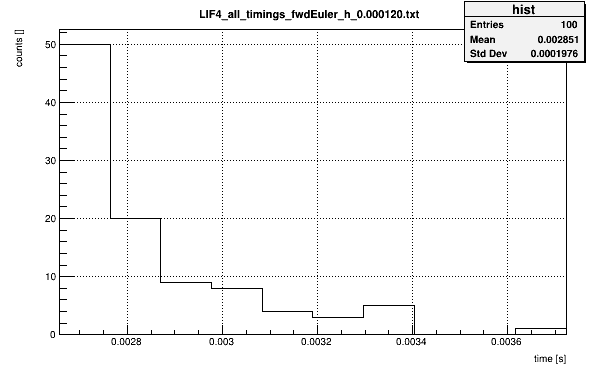 LIF4_all_timings_fwdEuler_h_0.000120.txt
hist
Entries 100
Mean 0.002851
Std Dev 0.0001976
counts []
50
40
30
20
10
0
0.0028 0.003 0.0032 0.0034 0.0036
time [s]